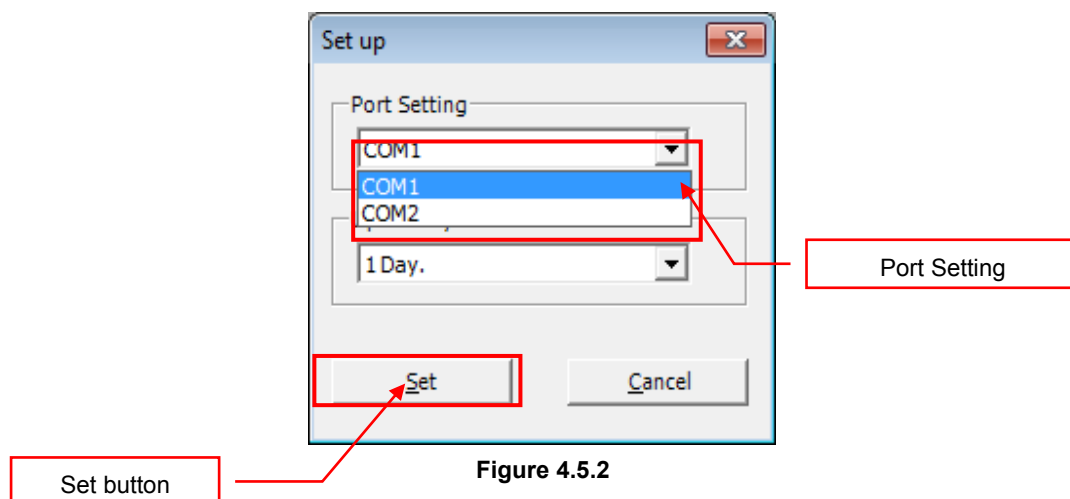 Set up
Port Setting
COM1
COM1
COM2
1 Day.
Port Setting
Set
Cancel
Set button
Figure 4.5.2